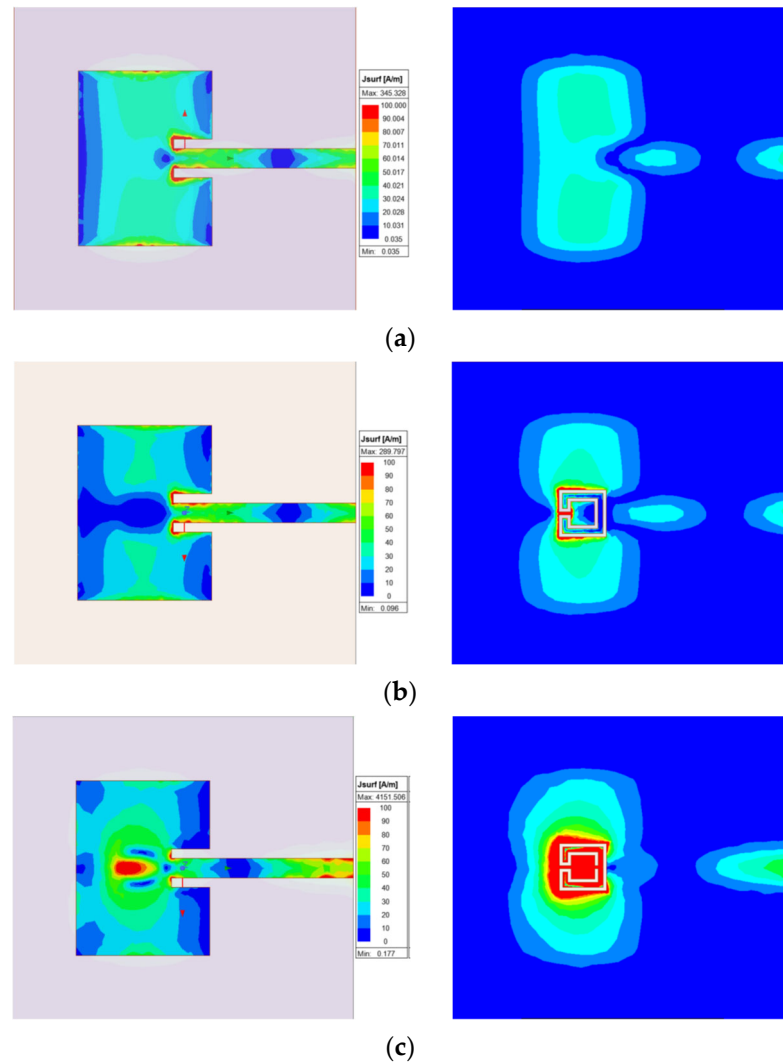 Jsurf [A/m]
Max: 345.328
100.000
90.004
80.007
70.011
60.014
50.017
40.021
30.024
20.028
10.031
0.035
Min: 0.035
(a)
Jsurf [A/m]
Max: 289.797
100
90
80
70
60
50
40
30
20
10
0
Min: 0.096
(b)
Jsurf [A/m]
Max: 4151.506
100
90
80
70
60
50
40
30
20
10
0
Min: 0.177
(c)